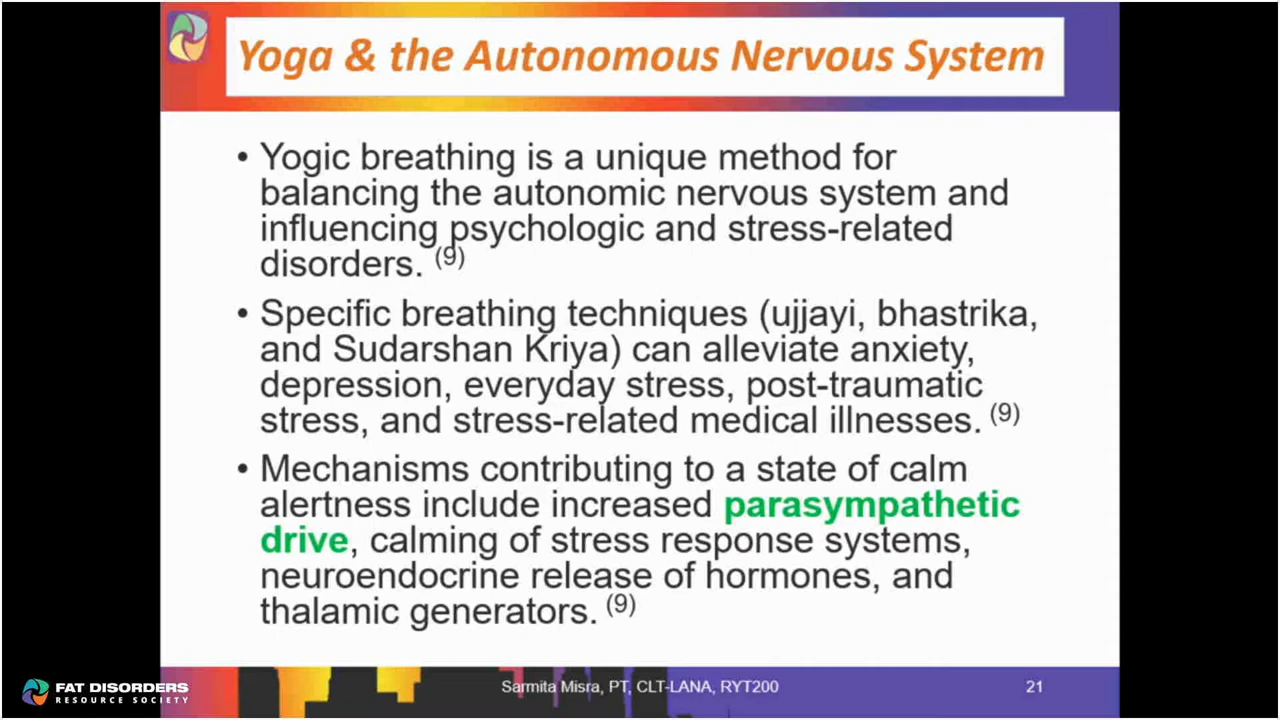 Yoga & the Autonomous Nervous System
• Yogic breathing is a unique method for
balancing the autonomic nervous system and
influencing psychologic and stress-related
disorders. (9)
• Specific breathing techniques (ujjayi, bhastrika,
and Sudarshan Kriya) can alleviate anxiety,
depression, everyday stress, post-traumatic
stress, and stress-related medical illnesses. (9)
• Mechanisms contributing to a state of calm
alertness include increased parasympathetic
drive, calming of stress response systems,
neuroendocrine release of hormones, and
thalamic generators. (9)
FAT DISORDERS
RESOURCE SOCIETY
Sarmita Misra, PT, CLT-LANA, RYT200
21